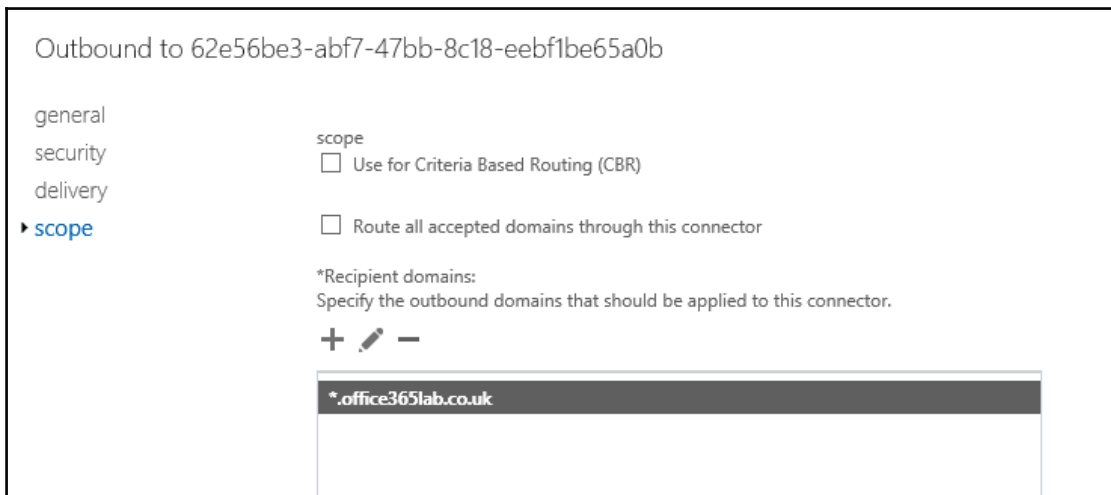 Outbound to 62e56be3-abf7-47bb-8c18-eebf1be65a0b
general
security
delivery
scope
scope
Use for Criteria Based Routing (CBR)
Route all accepted domains through this connector
*Recipient domains:
Specify the outbound domains that should be applied to this connector.
*.office365lab.co.uk